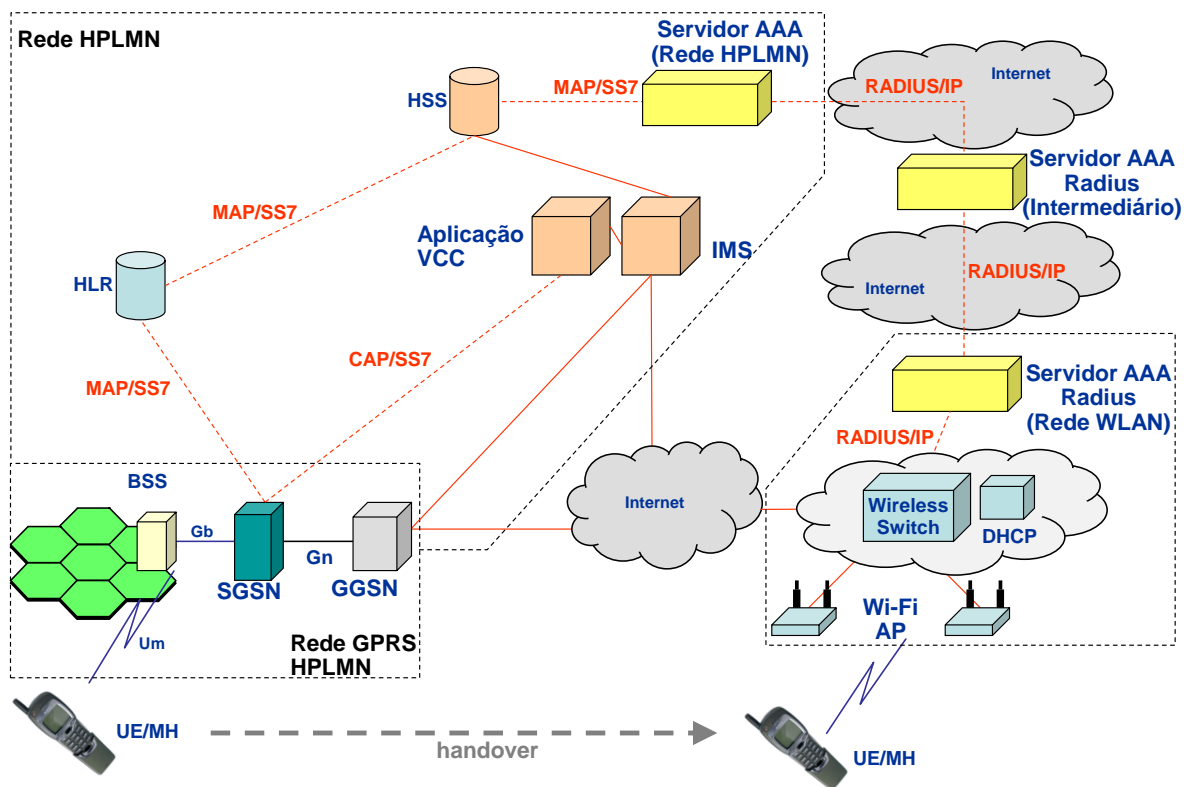 Rede HPLMN
Servidor AAA
(Rede HPLMN)
HSS
MAP/SS7
RADIUS/IP
Internet
Servidor AAA
Radius
(Intermediário)
MAP/SS7
Aplicação
VCC
IMS
HLR
RADIUS/IP
Internet
CAP/SS7
MAP/SS7
Servidor AAA
Radius
(Rede WLAN)
RADIUS/IP
BSS
Gb
SGSN
Gn
GGSN
Internet
Wireless
Switch
DHCP
Um
Rede GPRS
HPLMN
Wi-Fi
AP
UE/MH
handover
UE/MH